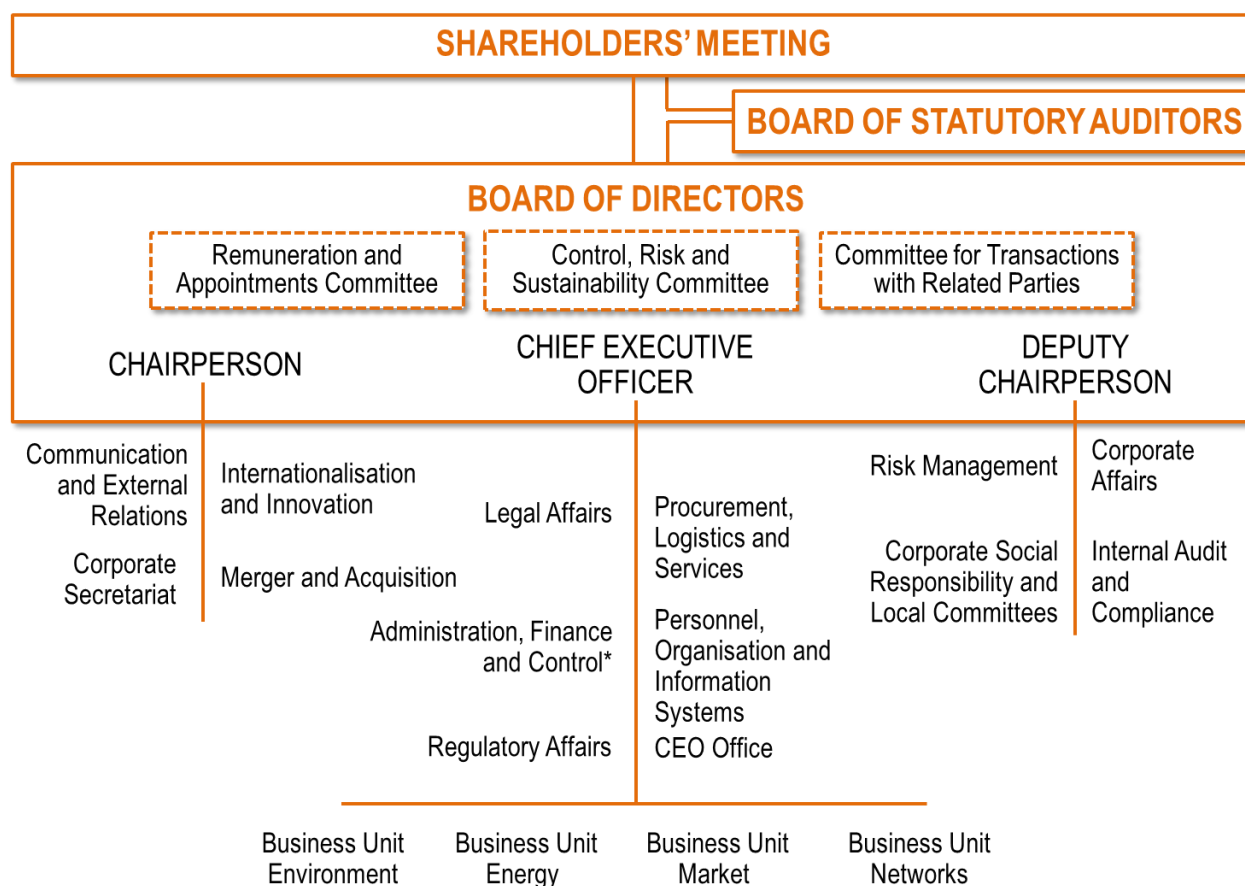 SHAREHOLDERS' MEETING
BOARD OF STATUTORY AUDITORS
BOARD OF DIRECTORS
Remuneration and
Appointments Committee
Control, Risk and
Sustainability Committee
Committee for Transactions
with Related Parties
CHAIRPERSON
CHIEF EXECUTIVE
OFFICER
DEPUTY
CHAIRPERSON
Communication
and External
Relations
Internationalisation
and Innovation
Corporate
Secretariat
Merger and Acquisition
Legal Affairs
Procurement,
Logistics and
Services
Administration, Finance
and Control*
Personnel,
Organisation and
Information
Systems
Regulatory Affairs
CEO Office
Risk Management
Corporate
Affairs
Corporate Social
Responsibility and
Local Committees
Internal Audit
and
Compliance
Business Unit
Environment
Business Unit
Energy
Business Unit
Market
Business Unit
Networks